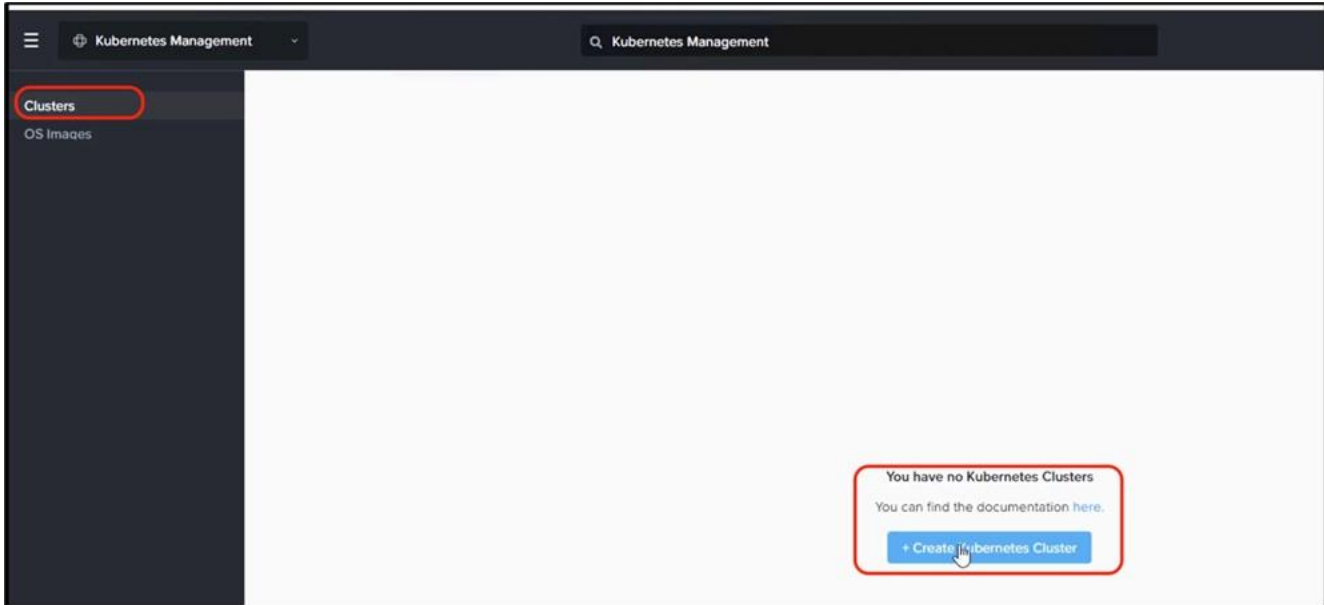 Kubernetes Management
Kubernetes Management
Clusters
OS Images
You have no Kubernetes Clusters
You can find the documentation here.
+ Create Kubernetes Cluster